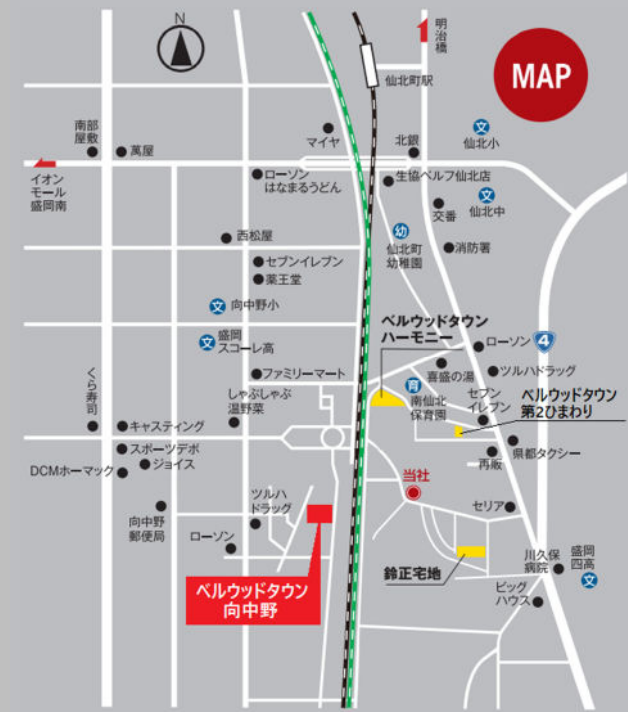 N
MAP
明治橋
仙北町駅
南部
屋敷
萬屋
マイヤ
北銀
仙北小
文
イオン
モール
盛岡南
ローソン
はなまるうどん
生協ベルフ仙北店
文
仙北中
交番
西松屋
幼
仙北町
幼稚園
消防署
セブンイレブン
薬王堂
文
向中野小
ベルウッドタウン
ハーモニー
文
盛岡
スコーレ高
ローソン
4
喜盛の湯
ツルハドラッグ
くら寿司
ファミリーマート
育
南仙北
保育園
セブン
イレブン
ベルウッドタウン
第2ひまわり
しゃぶしゃぶ
温野菜
キャスティング
スポーツデポ
ジョイス
DCMホーマック
再販
県都タクシー
当社
向中野
郵便局
ツルハ
ドラッグ
セリア
ローソン
鈴正宅地
川久保
病院
盛岡
四高
文
ベルウッドタウン
向中野
ビッグ
ハウス